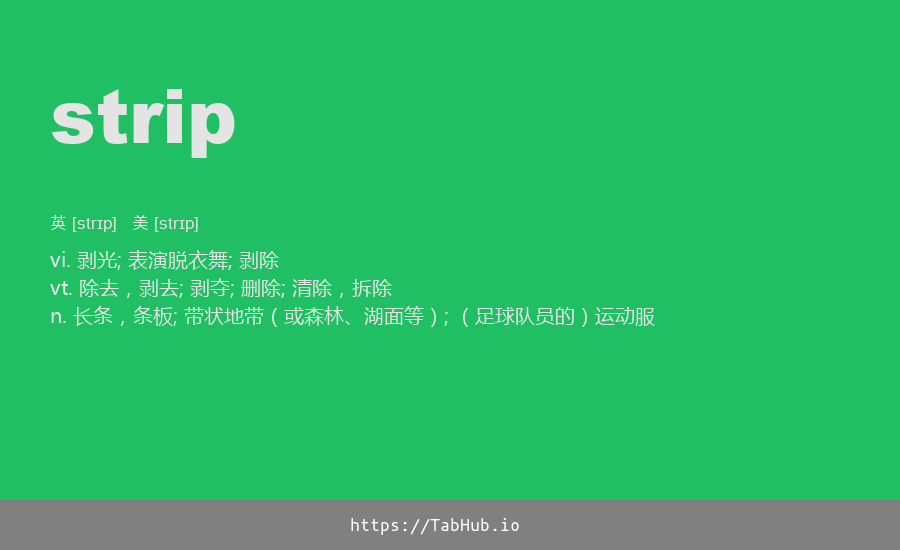 strip
英 [strɪp] 美 [strɪp]
vi. 剥光; 表演脱衣舞; 剥除
vt. 除去，剥去; 剥夺; 删除; 清除，拆除
n. 长条，条板; 带状地带（或森林、湖面等）; （足球队员的）运动服
https://TabHub.io